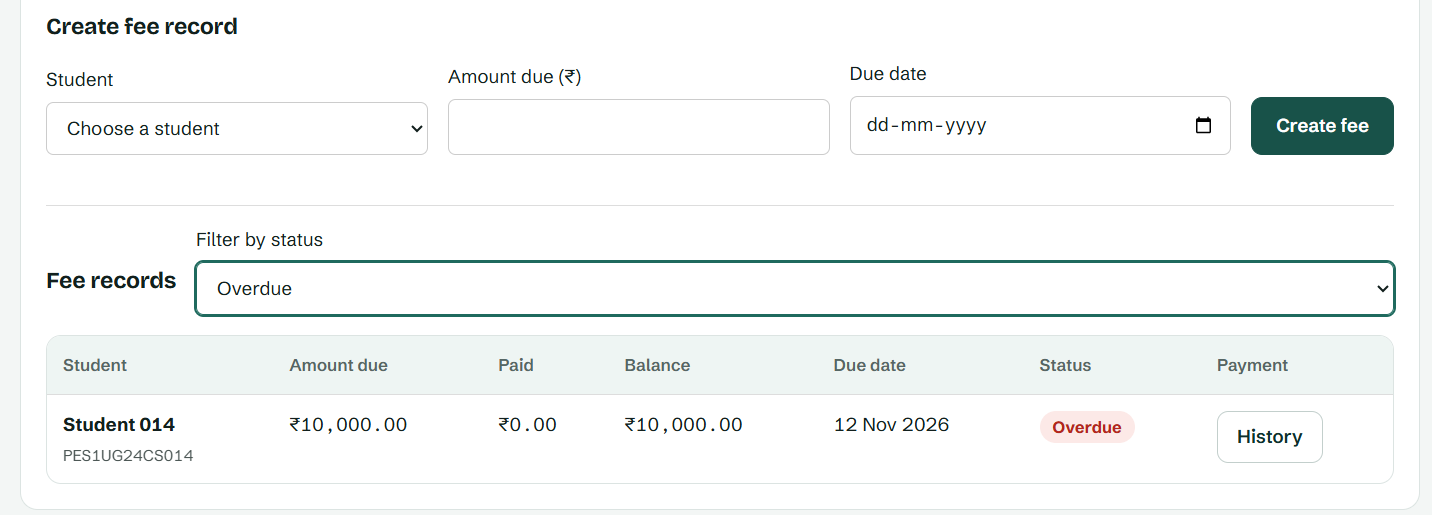 Create fee record
Student
Amount due (₹)
Due date
Choose a student
dd-mm-yyyy
Create fee
Filter by status
Fee records
Overdue
Student Amount due Paid Balance Due date Status Payment
Student 014 ₹10,000.00 ₹0.00 ₹10,000.00 12 Nov 2026 Overdue History
PES1UG24CS014